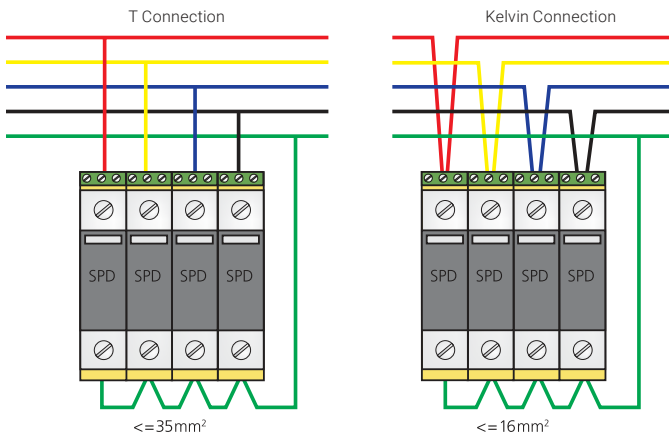 T Connection
Kelvin Connection
SPD SPD SPD SPD
SPD SPD SPD SPD
<=35mm²
<=16mm²